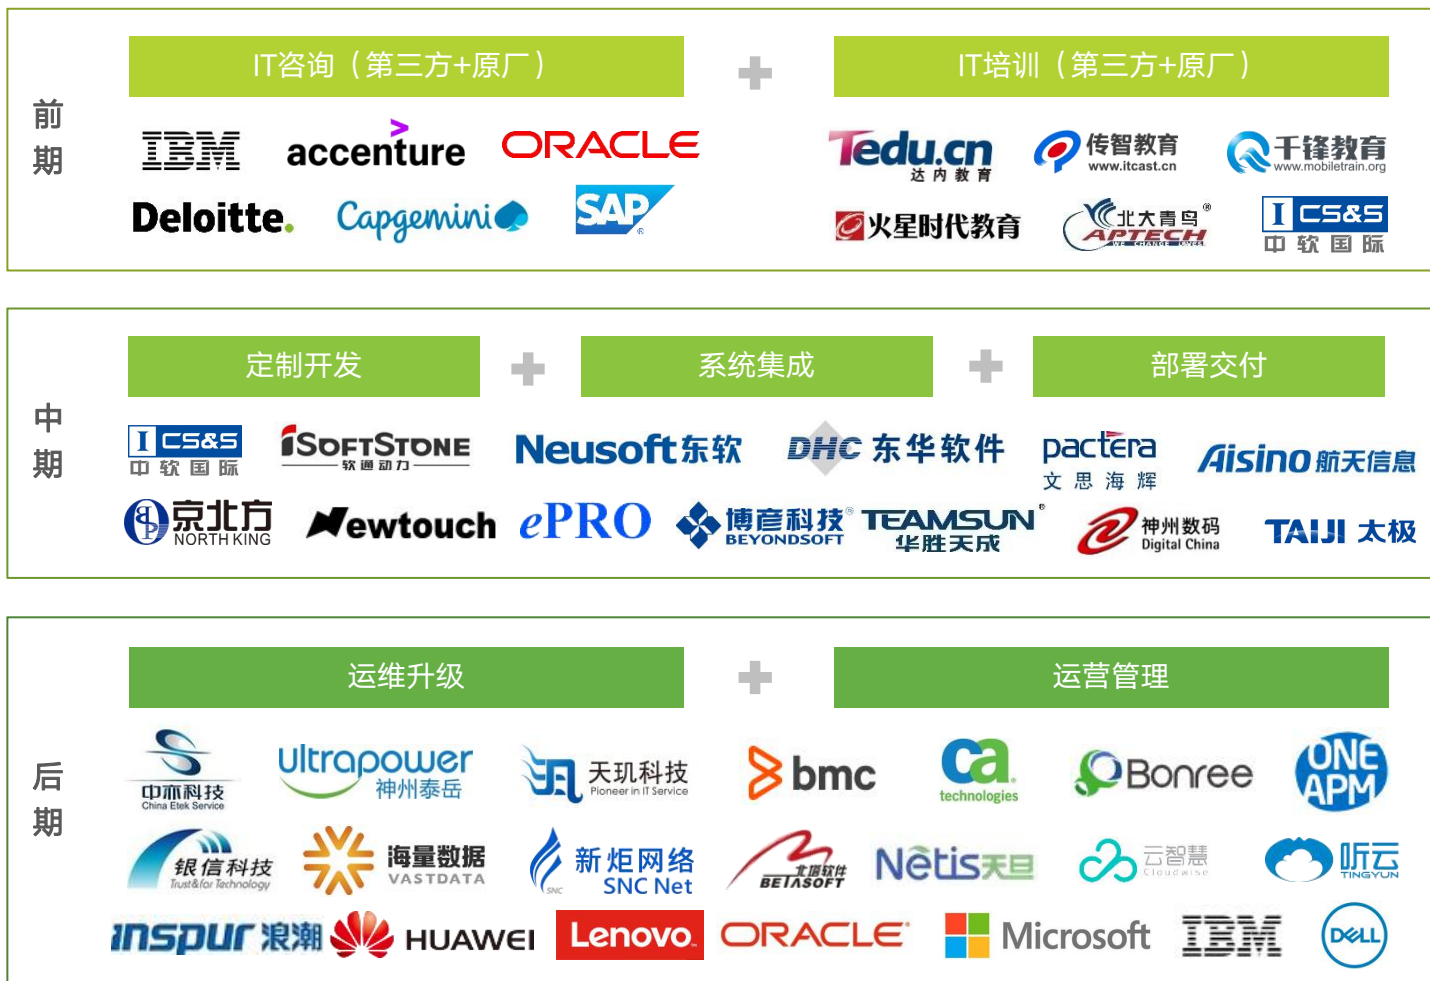 前期
IT咨询（第三方+原厂）
IT培训（第三方+原厂）
IBM
accenture
ORACLE
Deloitte.
Capgemini
SAP
®
Tedu.cn
达内教育
传智教育
www.itcast.cn
千锋教育
www.mobiletrain.org
火星时代教育
北大青鸟®
APTECH
WE CHANGE LIVES
I CS&S
中软国际
中期
定制开发
系统集成
部署交付
I CS&S
中软国际
iSOFTSTONE
软通动力
Neusoft东软
DHC 东华软件
pactera
文思海辉
Aisino 航天信息
京北方
NORTH KING
Newtouch
ePRO
博彦科技®
BEYONDSOFT
TEAMSUN®
华胜天成
神州数码
Digital China
TAIJI 太极
后期
运维升级
运营管理
中亦科技
China Etek Service
Ultrapower
神州泰岳
天玑科技
Pioneer in IT Service
bmc
ca
technologies
Bonree
ONE
APM
银信科技
Trust&for Technology
海量数据
VASTDATA
SNC
新炬网络
SNC Net
北塔软件
BETASOFT
Netis天旦
云智慧
Cloudwise
听云
TINGYUN
inspur 浪潮
HUAWEI
Lenovo
ORACLE®
Microsoft
IBM
DELL